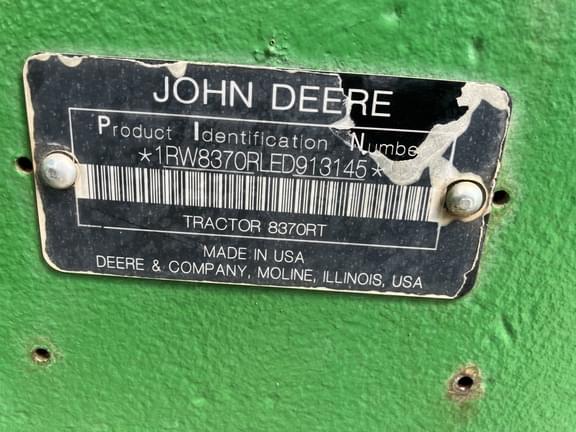 JOHN DEERE
Product Identification Number
*1RW8370RLED913145*
TRACTOR 8370RT
MADE IN USA
DEERE & COMPANY, MOLINE, ILLINOIS, USA